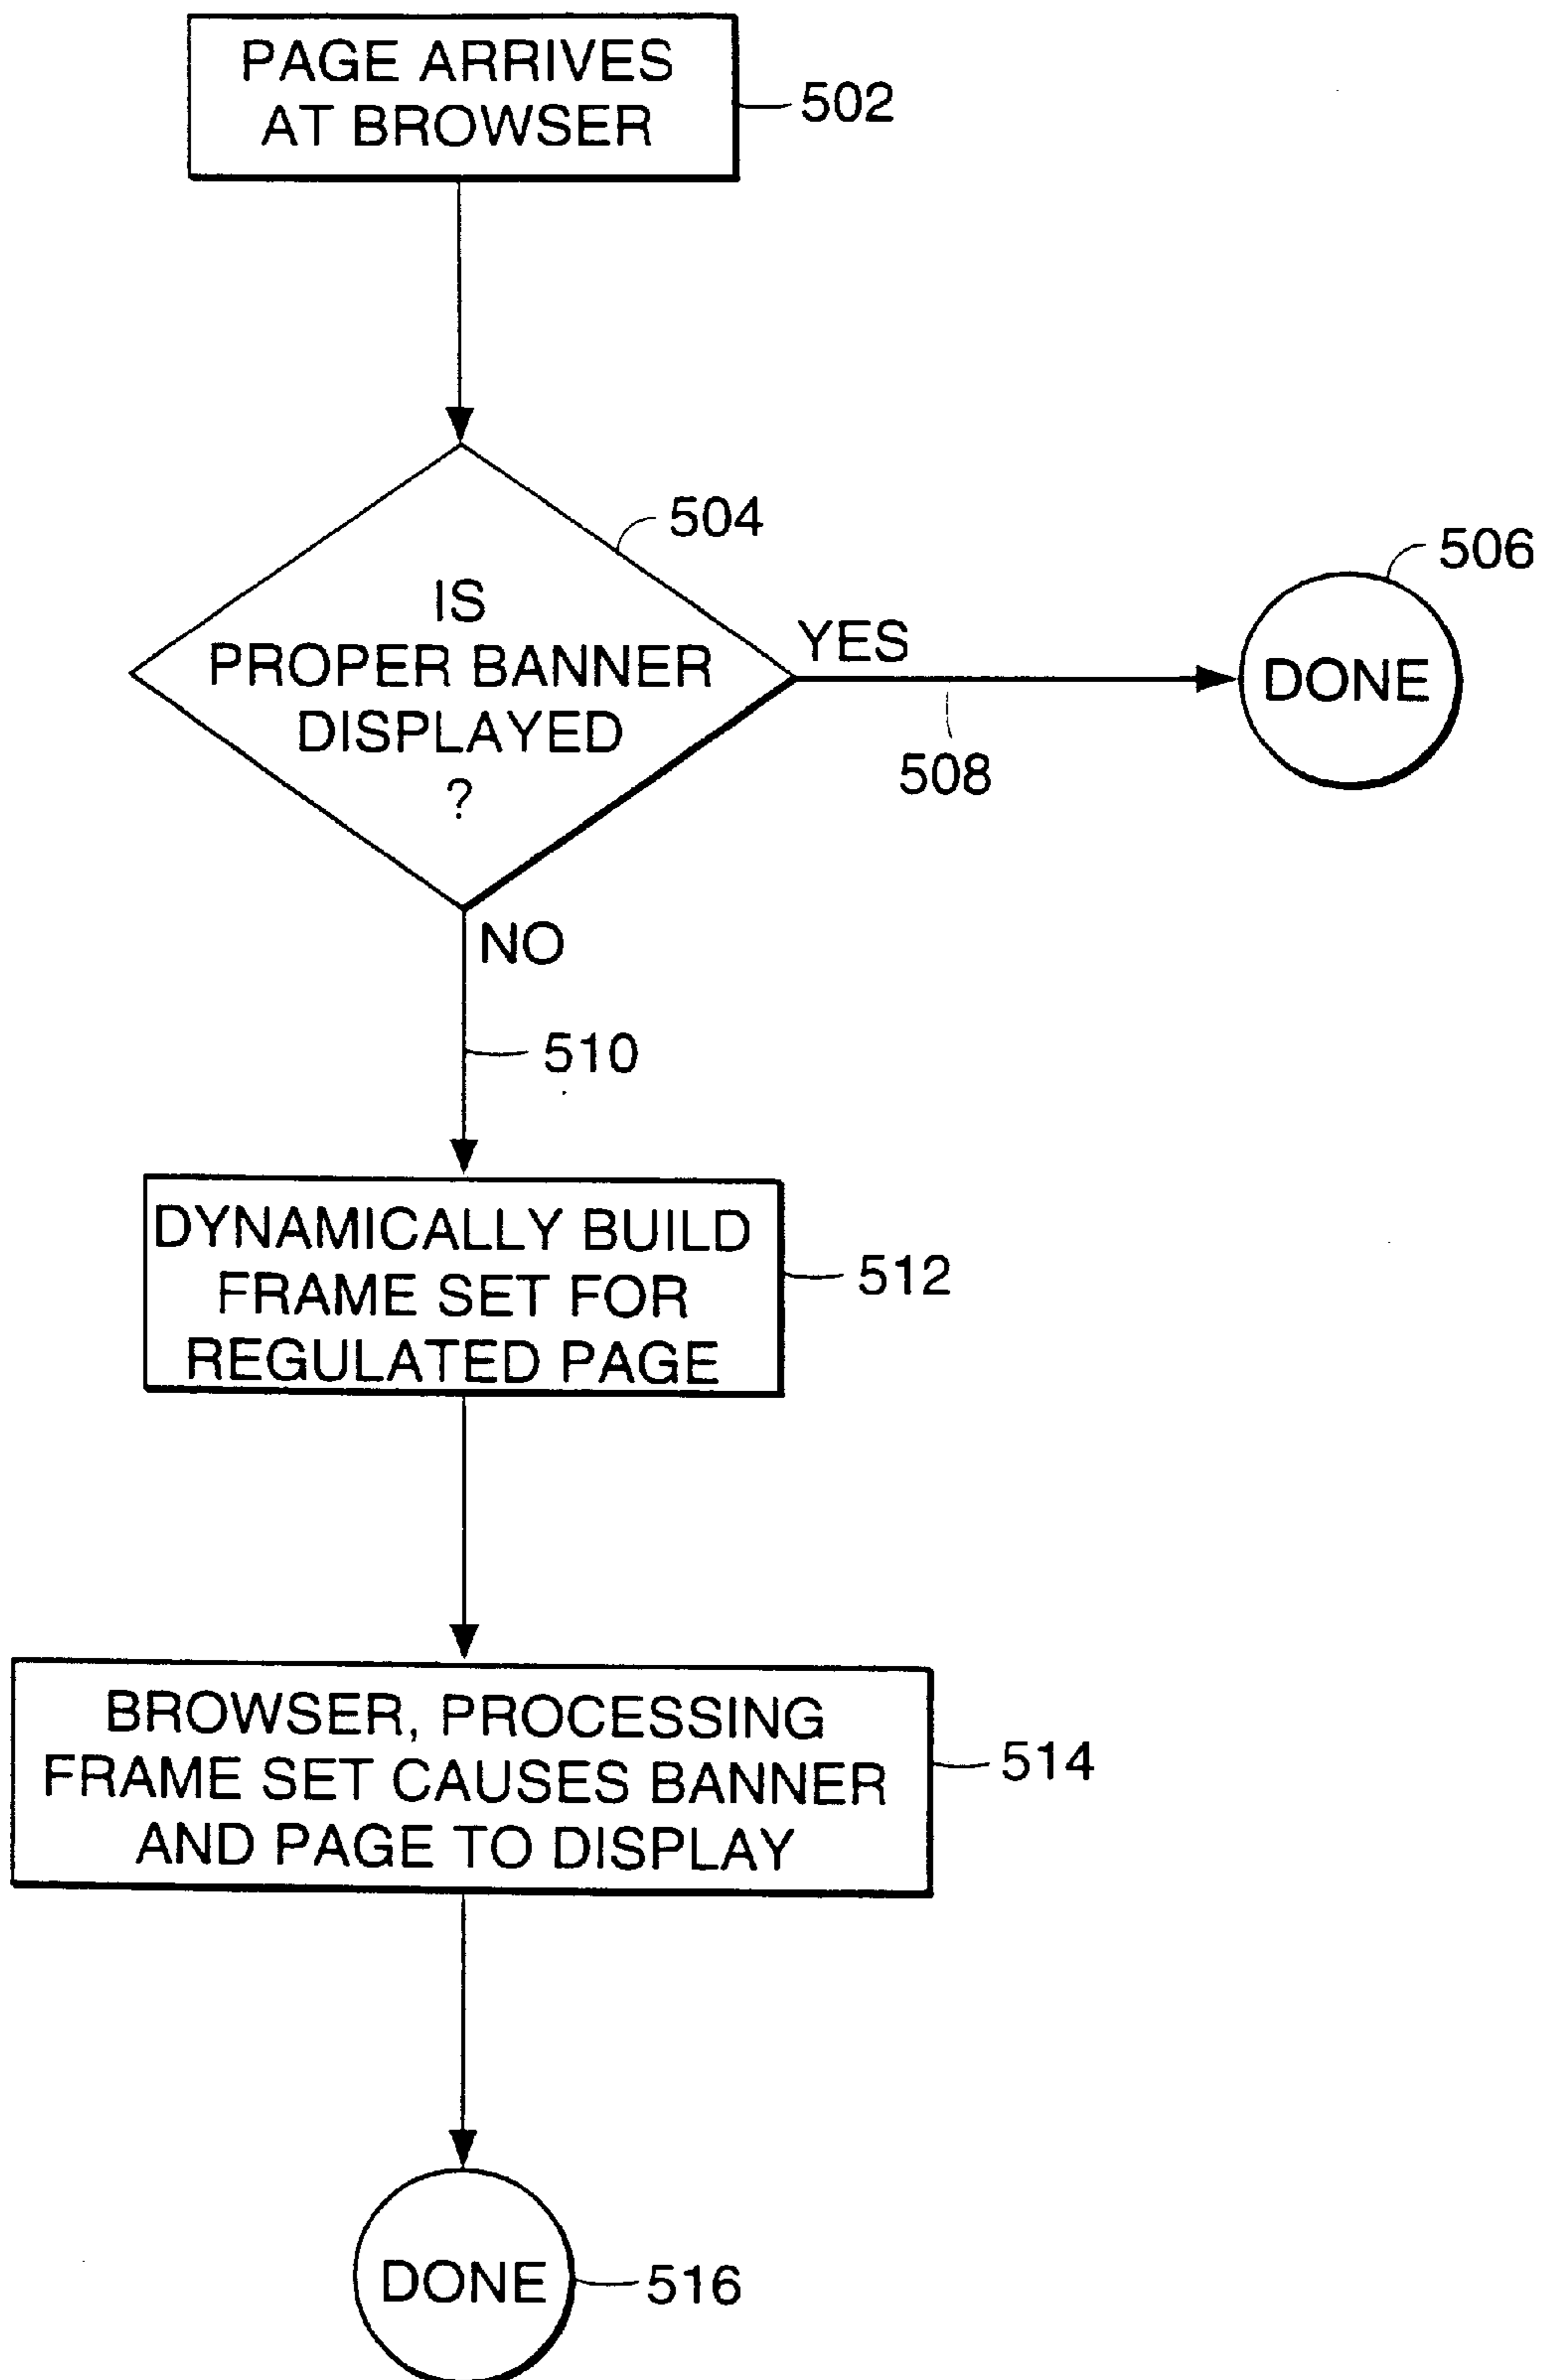 PAGE ARRIVES
AT BROWSER
502
504
IS
PROPER BANNER
DISPLAYED
?
YES
508
506
DONE
NO
510
DYNAMICALLY BUILD
FRAME SET FOR
REGULATED PAGE
512
BROWSER, PROCESSING
FRAME SET CAUSES BANNER
AND PAGE TO DISPLAY
514
DONE
516